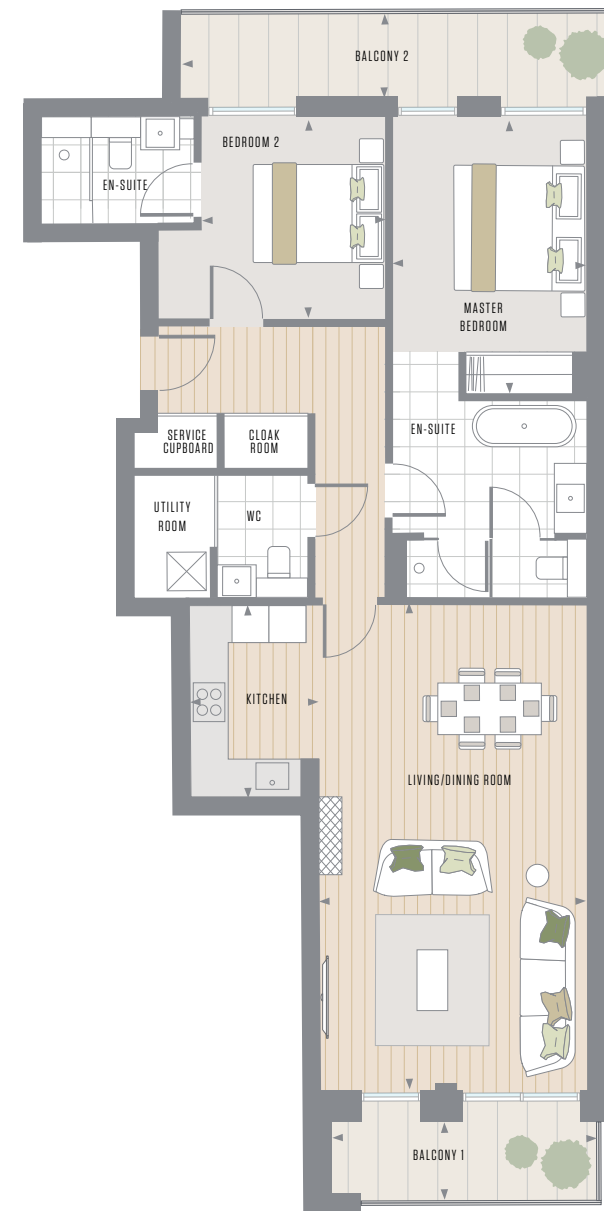 BALCONY 2
BEDROOM 2
EN-SUITE
MASTER
BEDROOM
EN-SUITE
SERVICE
CUPBOARD
CLOAK
ROOM
UTILITY
ROOM
WC
KITCHEN
LIVING/DINING ROOM
BALCONY 1